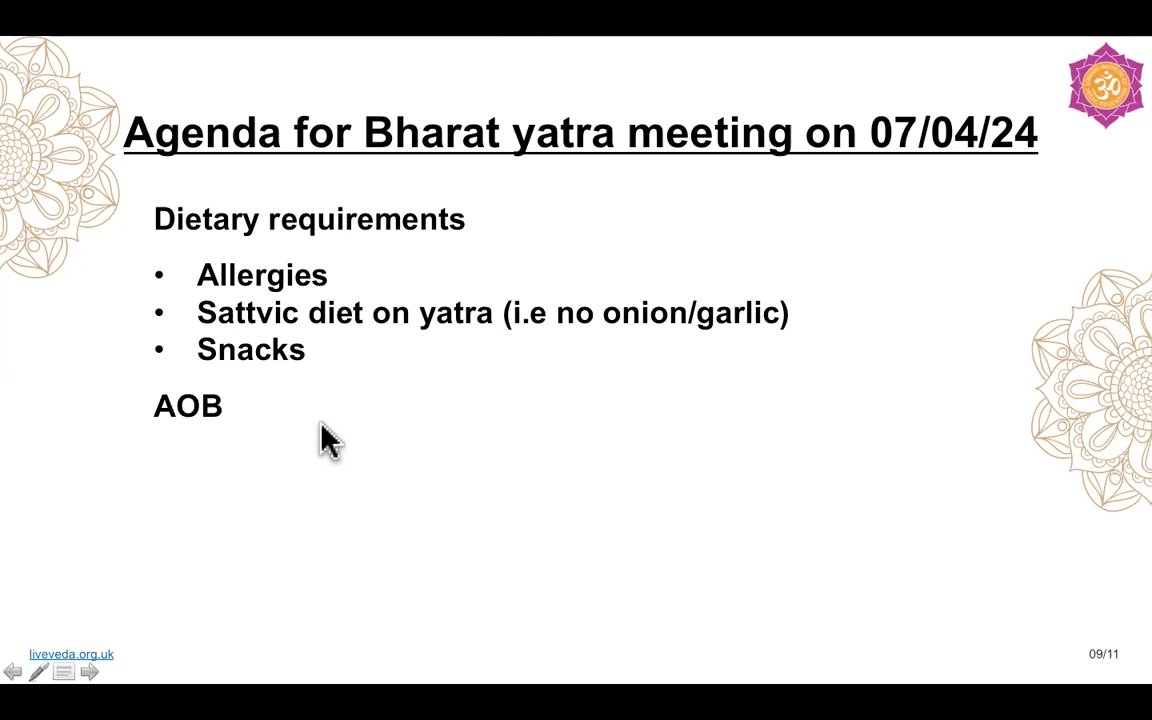 Agenda for Bharat yatra meeting on 07/04/24
Dietary requirements
• Allergies
• Sattvic diet on yatra (i.e no onion/garlic)
• Snacks
AOB
liveveda.org.uk
09/11
ॐ